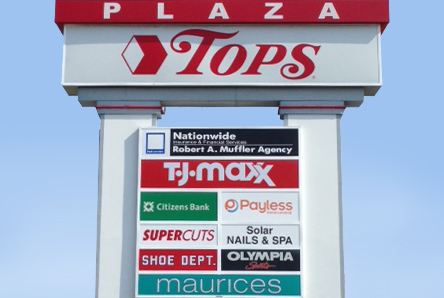 PLAZA
TOPS
Nationwide
Insurance & Financial Services
Robert A. Muffler Agency
T·J·maxx
Citizens Bank
Payless
SUPERCUTS
Solar
NAILS & SPA
SHOE DEPT.
OLYMPIA
Sports
maurices